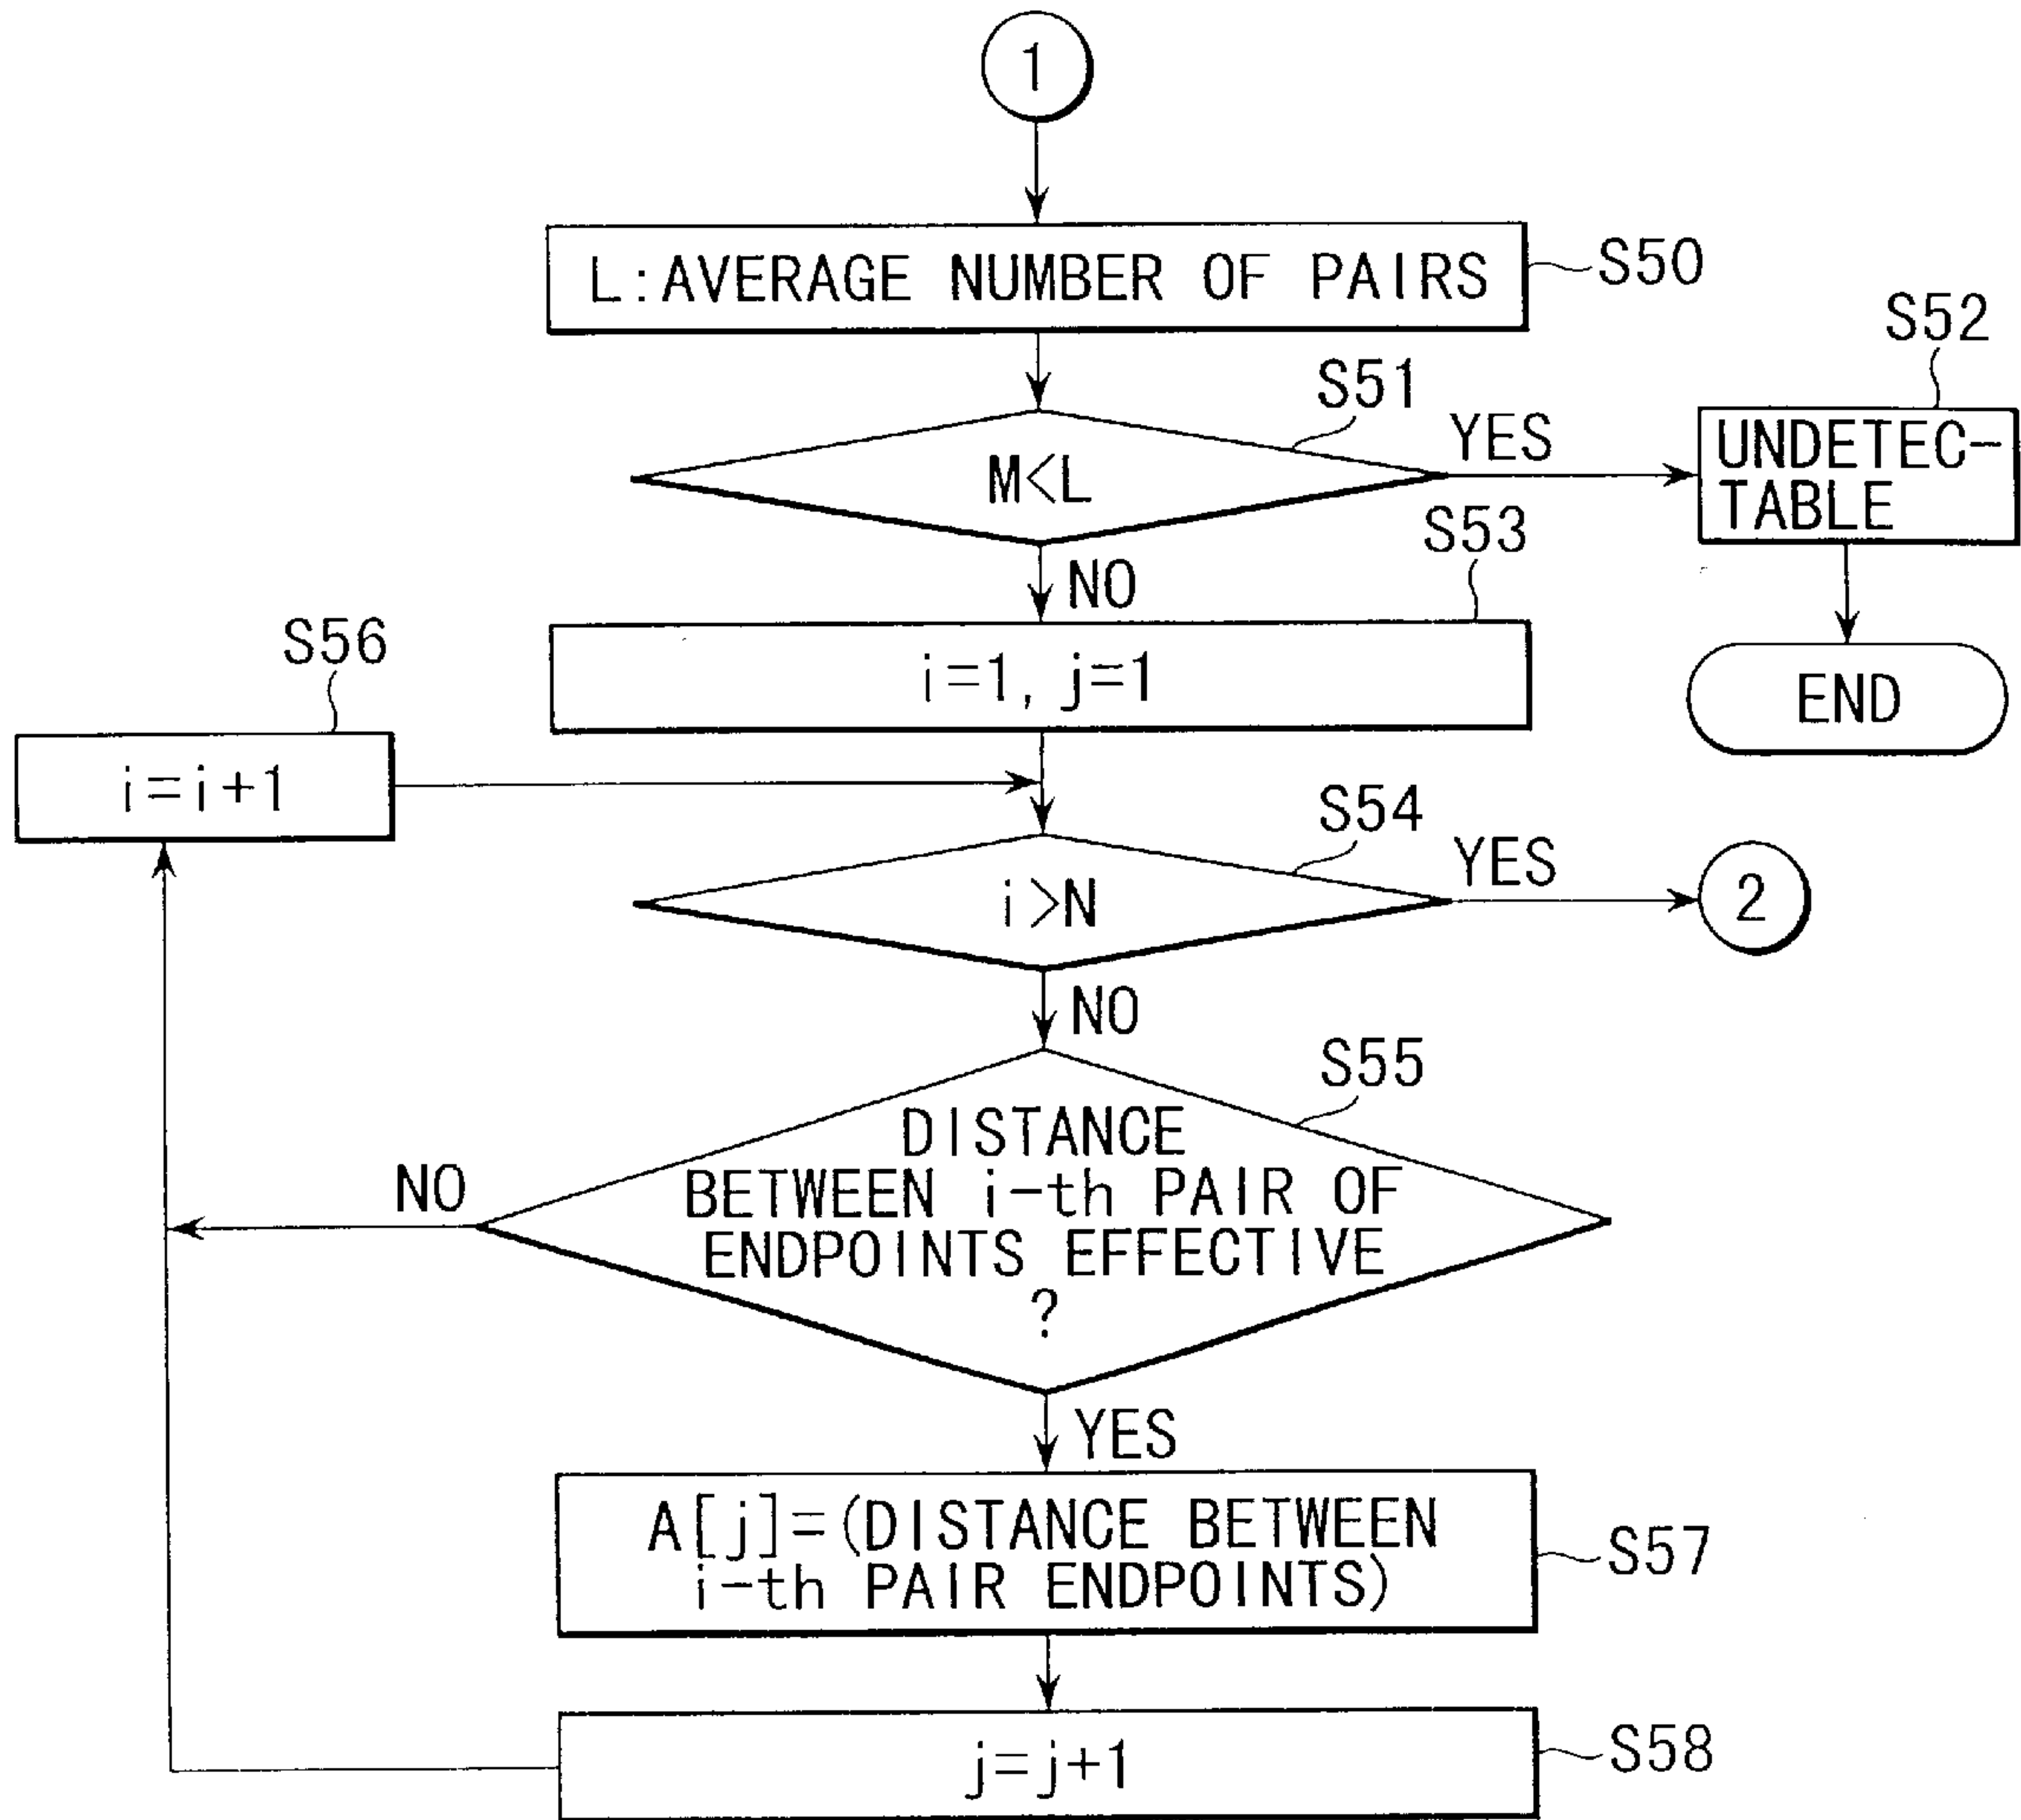 1
L:AVERAGE NUMBER OF PAIRS
S50
S52
S51
M<L
YES
UNDETEC-
TABLE
NO
S53
i=1, j=1
END
S56
i=i+1
S54
i>N
YES
2
NO
S55
DISTANCE
BETWEEN i-th PAIR OF
ENDPOINTS EFFECTIVE
?
NO
YES
A[j]=(DISTANCE BETWEEN
i-th PAIR ENDPOINTS)
S57
j=j+1
S58